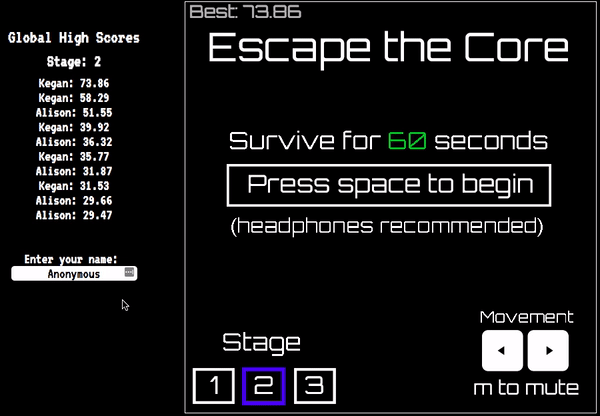 Global High Scores
Stage: 2
Kegan: 73.86
Kegan: 58.29
Alison: 51.55
Kegan: 39.92
Alison: 36.32
Kegan: 35.77
Alison: 31.87
Kegan: 31.53
Alison: 29.66
Alison: 29.47
Enter your name:
Anonymous
Best: 73.86
Escape the Core
Survive for 60 seconds
Press space to begin
(headphones recommended)
Stage
1 2 3
Movement
m to mute